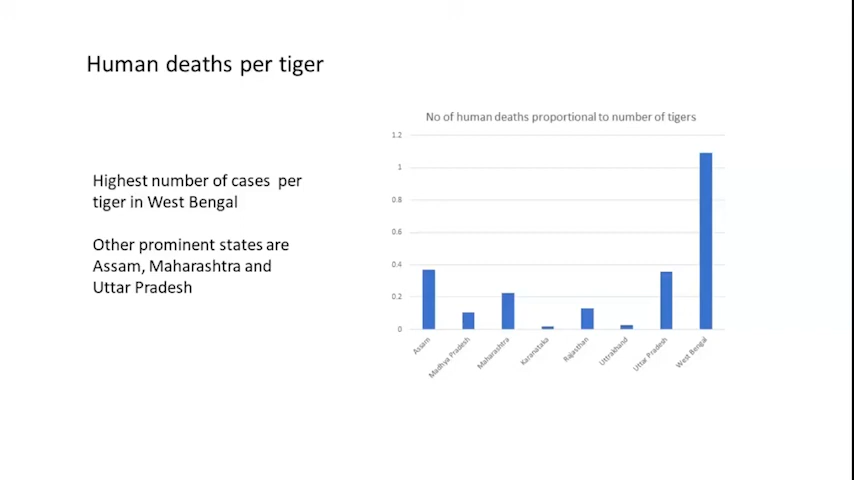 Human deaths per tiger
Highest number of cases per
tiger in West Bengal
Other prominent states are
Assam, Maharashtra and
Uttar Pradesh
No of human deaths proportional to number of tigers
1.2
1
0.8
0.6
0.4
0.2
0
Assam
Madhya Pradesh
Maharashtra
Karanataka
Rajasthan
Uttrakhand
Uttar Pradesh
West Bengal